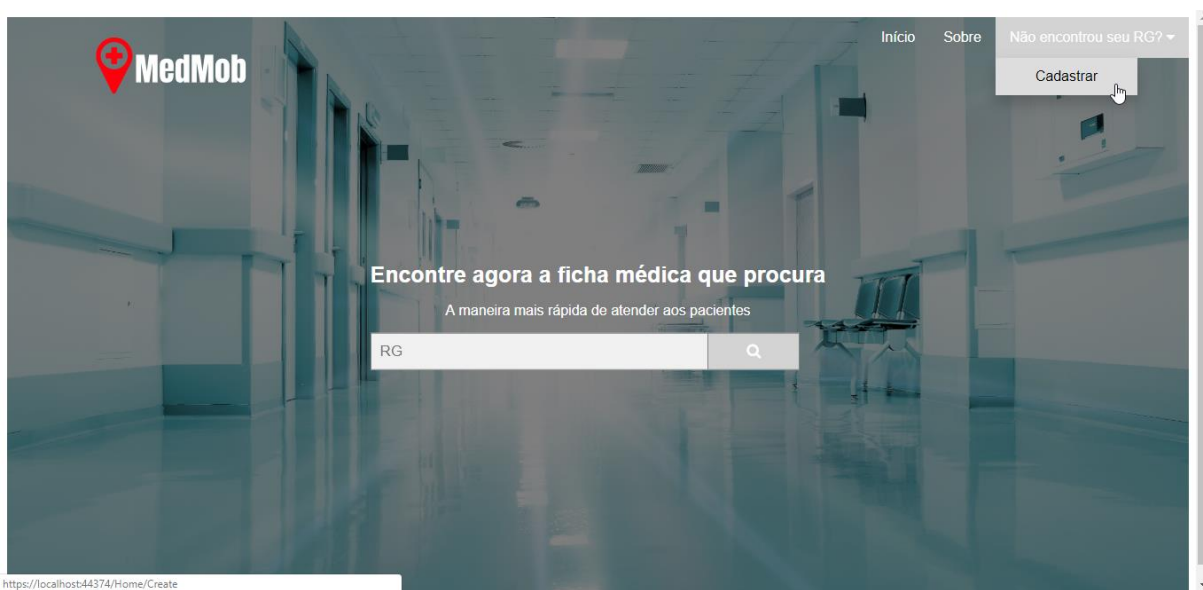 MedMob
Início Sobre Não encontrou seu RG?
Cadastrar
Encontre agora a ficha médica que procura
A maneira mais rápida de atender aos pacientes
RG
https://localhost:44374/Home/Create